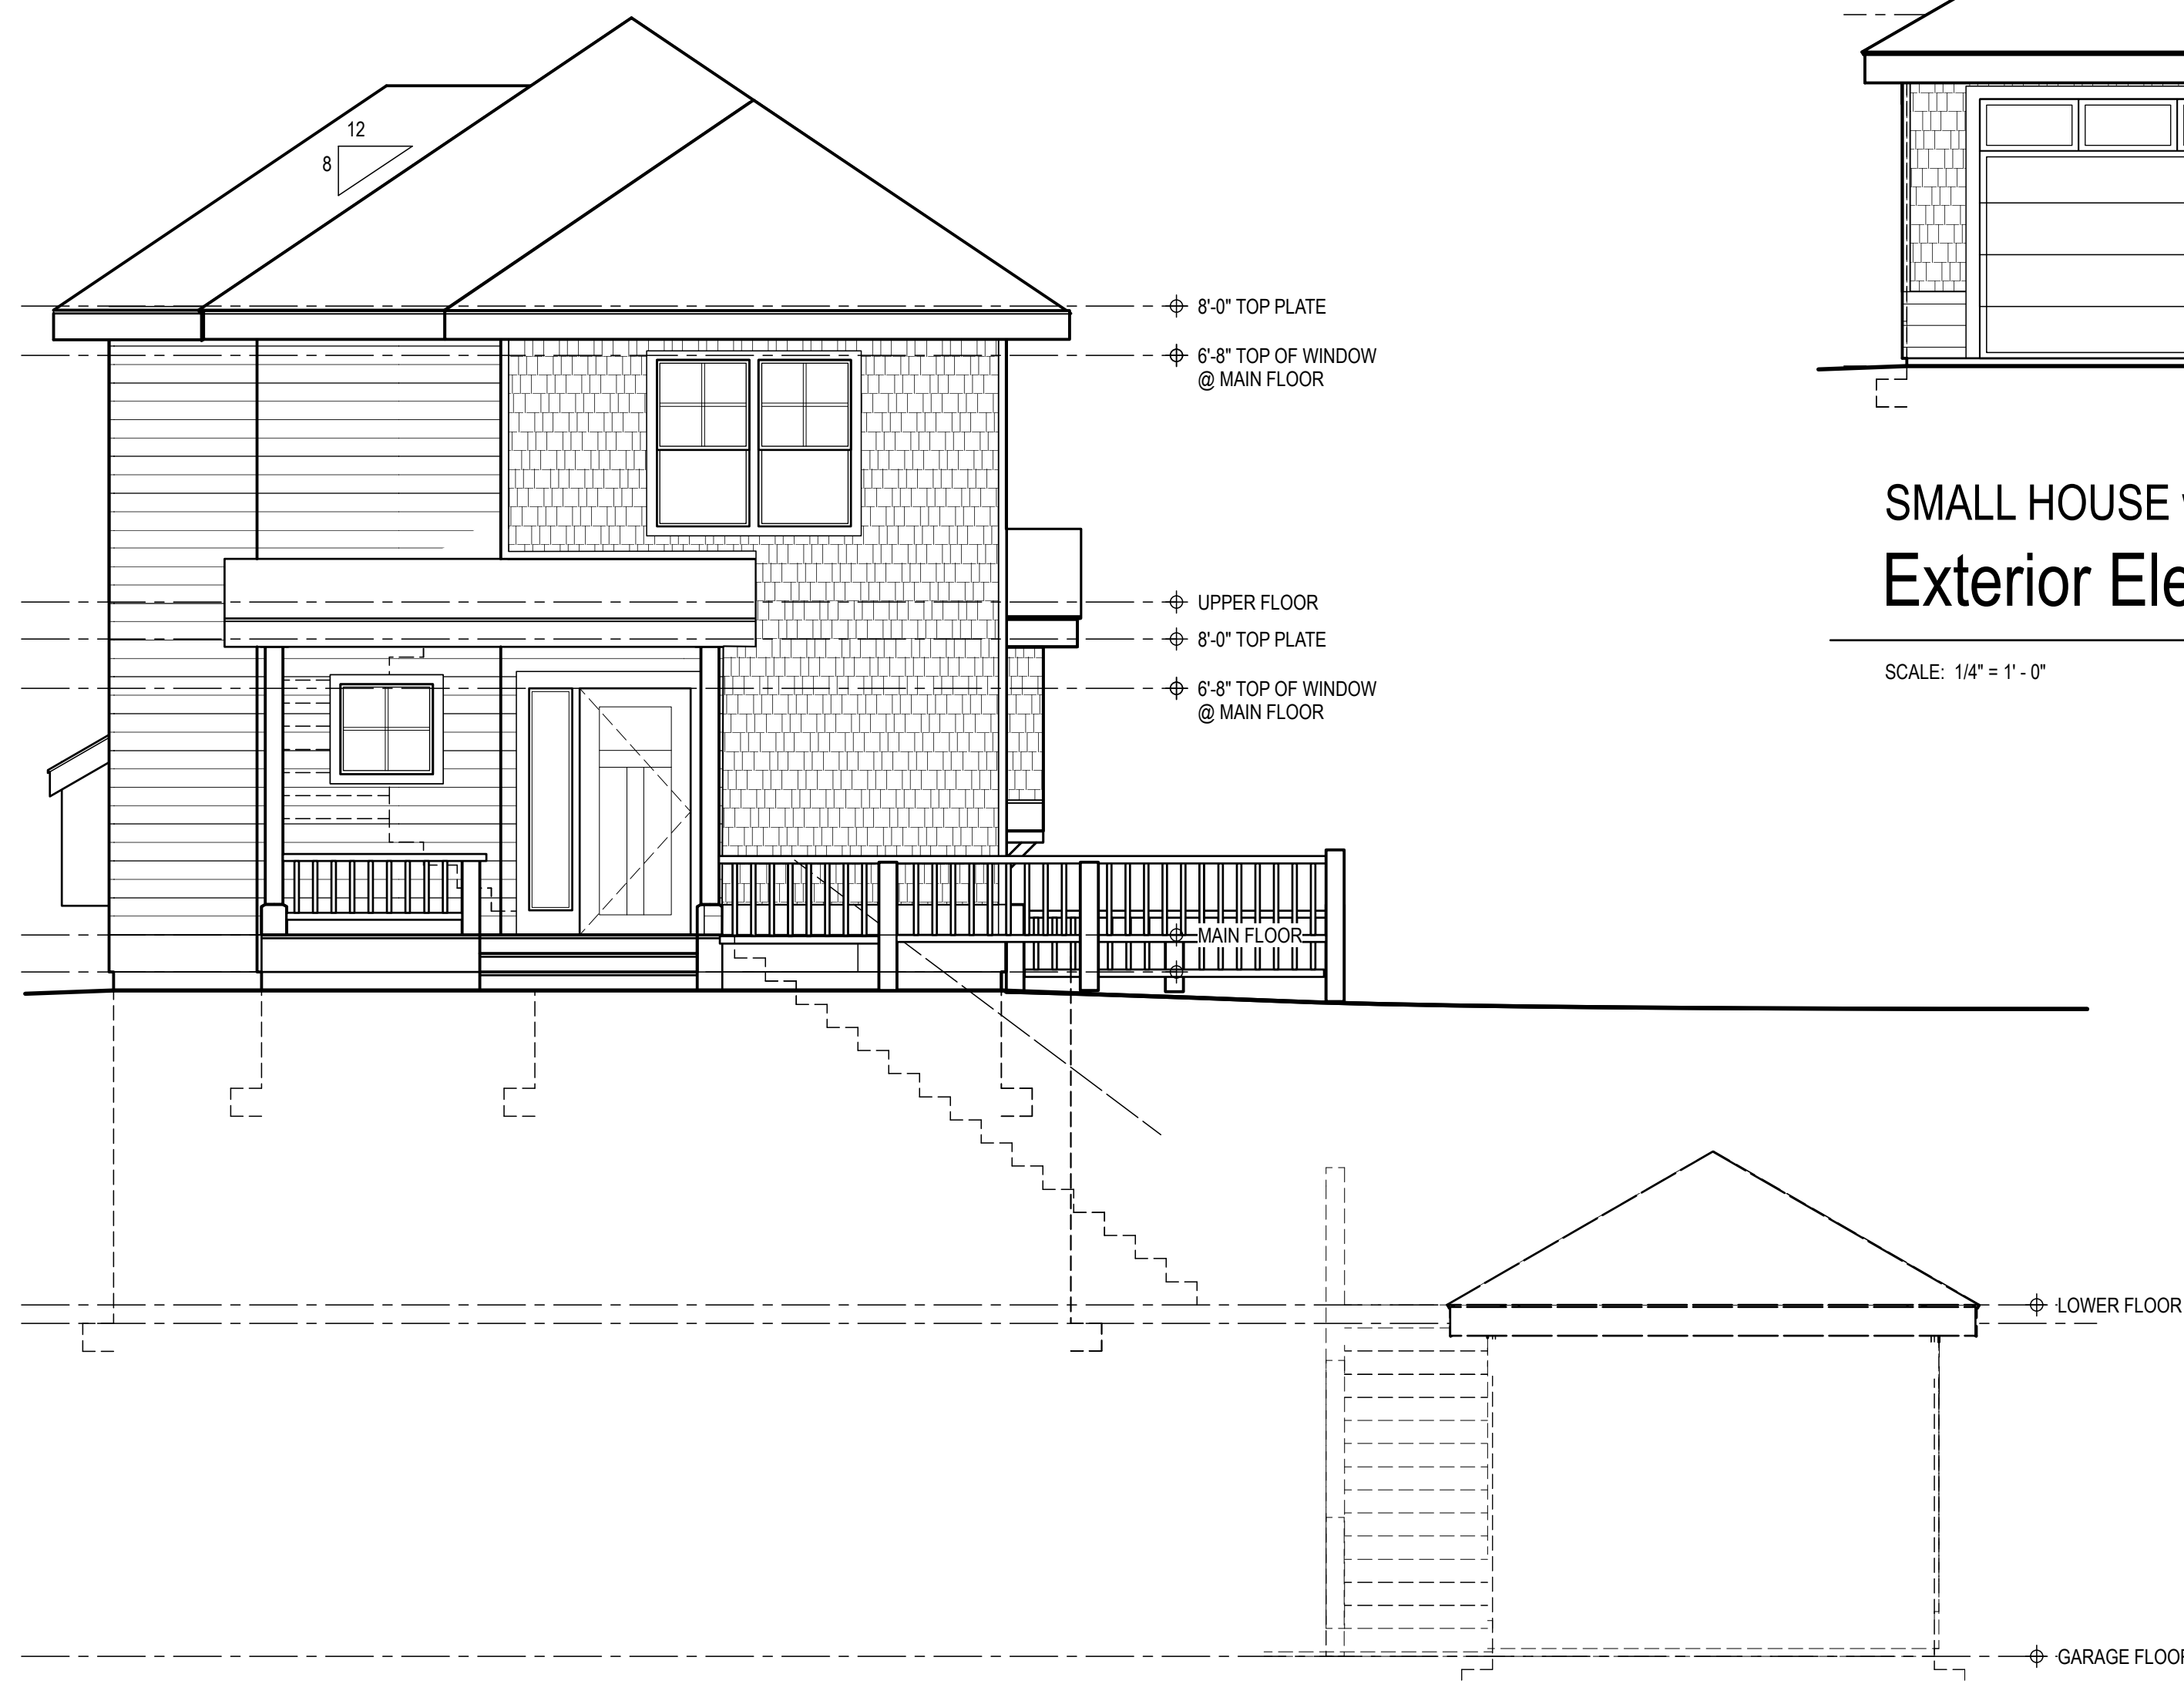 12
8
8'-0" TOP PLATE
6'-8" TOP OF WINDOW
@ MAIN FLOOR
SMALL HOUSE
Exterior Ele
SCALE: 1/4" = 1' - 0"
UPPER FLOOR
8'-0" TOP PLATE
6'-8" TOP OF WINDOW
@ MAIN FLOOR
MAIN FLOOR
LOWER FLOOR
GARAGE FLOOR